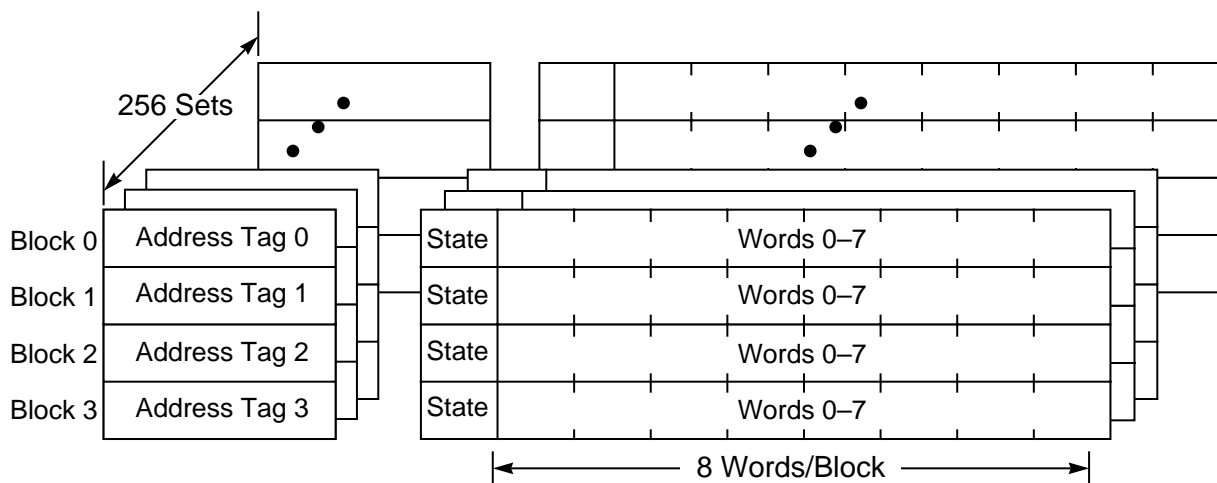 256 Sets
Block 0 Address Tag 0 State Words 0–7
Block 1 Address Tag 1 State Words 0–7
Block 2 Address Tag 2 State Words 0–7
Block 3 Address Tag 3 State Words 0–7
8 Words/Block